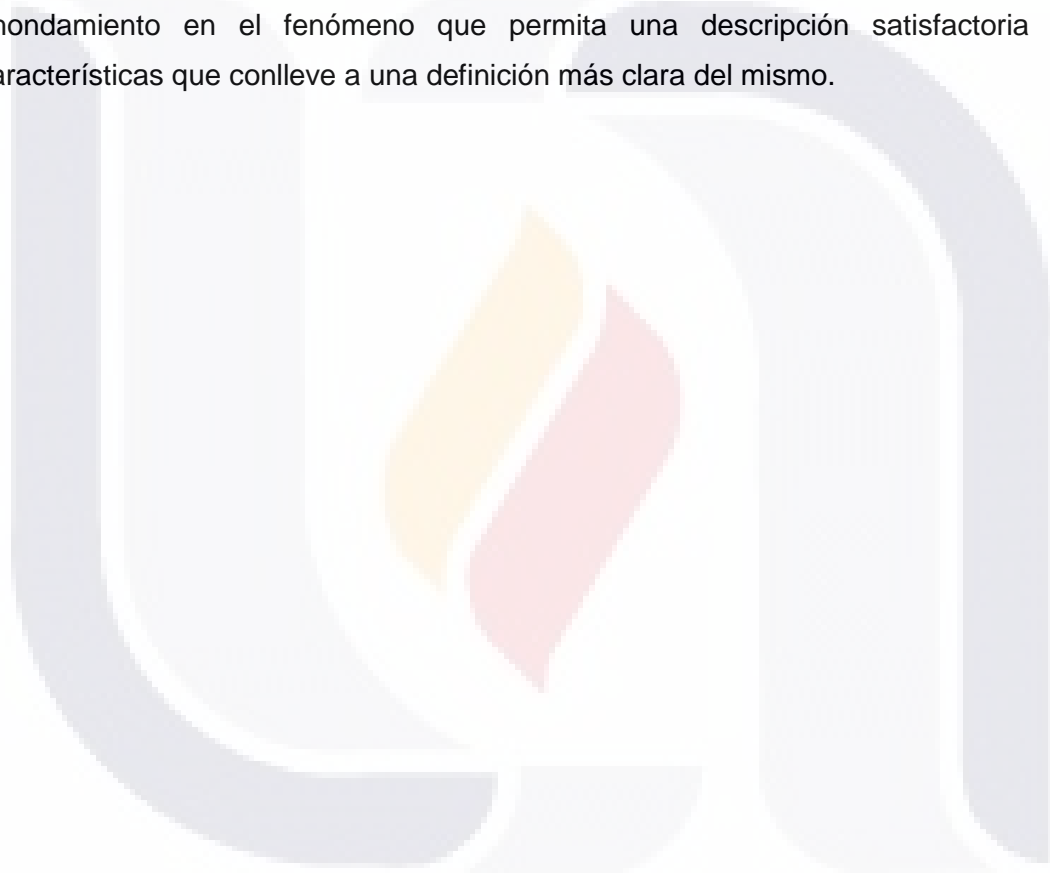 hondamiento en el fenómeno que permita una descripción satisfactoria
aracterísticas que conlleve a una definición más clara del mismo.